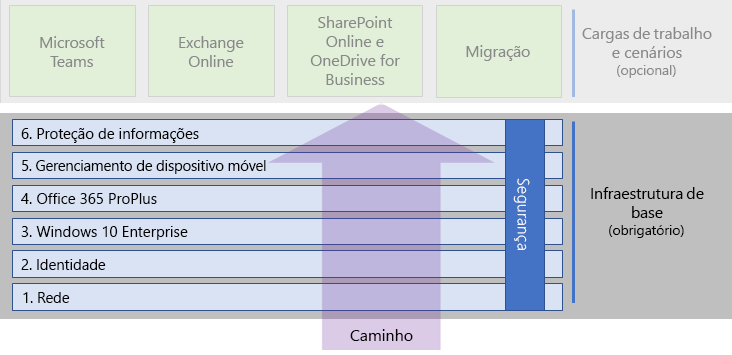 Microsoft
Teams
Exchange
Online
SharePoint
Online e
OneDrive for
Business
Migração
Cargas de trabalho
e cenários
(opcional)
6. Proteção de informações
5. Gerenciamento de dispositivo móvel
4. Office 365 ProPlus
3. Windows 10 Enterprise
2. Identidade
1. Rede
Segurança
Infraestrutura de
base
(obrigatório)
Caminho